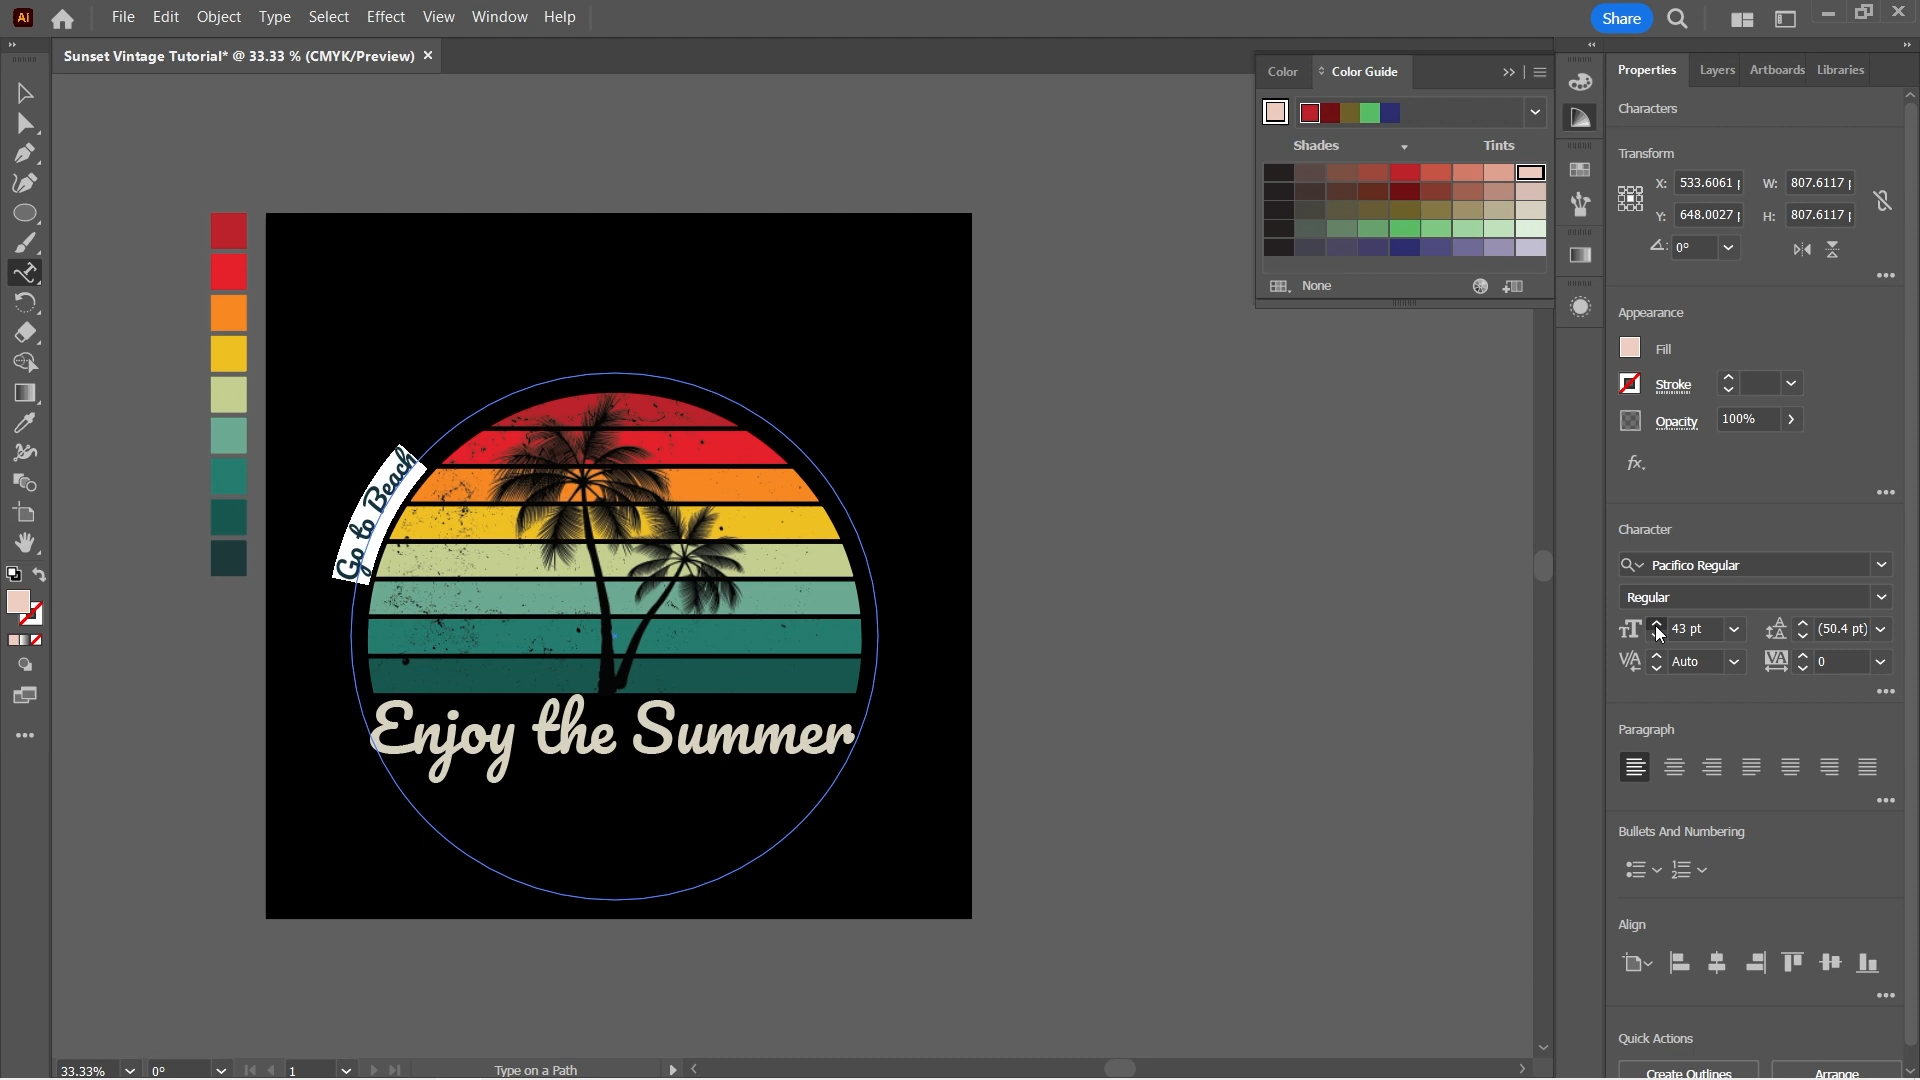 Ai File Edit Object Type Select Effect View Window Help Share
Sunset Vintage Tutorial* @ 33.33 % (CMYK/Preview)
Color Color Guide
Shades Tints
None
Properties Layers Artboards Libraries
Characters
Transform
X: 533.6061 p W: 807.6117 p
Y: 648.0027 p H: 807.6117 p
0°
Appearance
Fill
Stroke
Opacity 100%
fx.
Character
Pacifico Regular
Regular
43 pt (50.4 pt)
Auto 0
Paragraph
Bullets And Numbering
Align
Quick Actions
Create Outlines Arrange
Go to Beach
Enjoy the Summer
33.33% 0° 1 Type on a Path